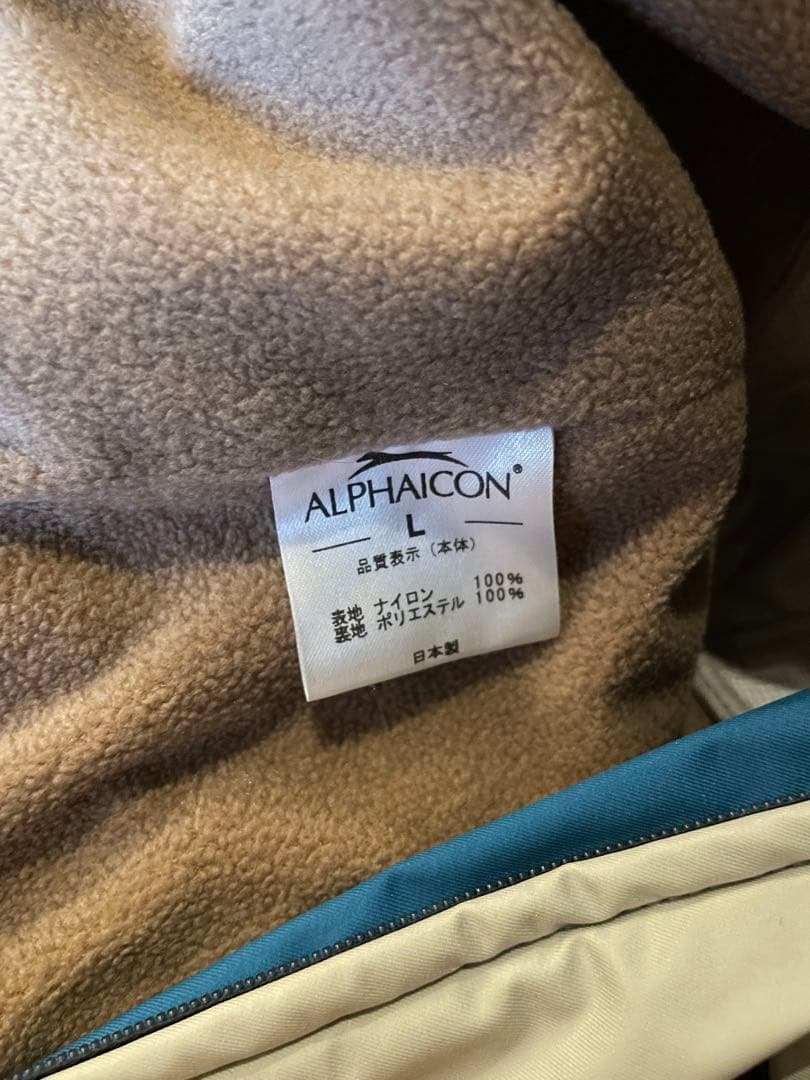 ALPHAICON®
L
品質表示（本体）
表地 ナイロン 100%
裏地 ポリエステル 100%
日本製